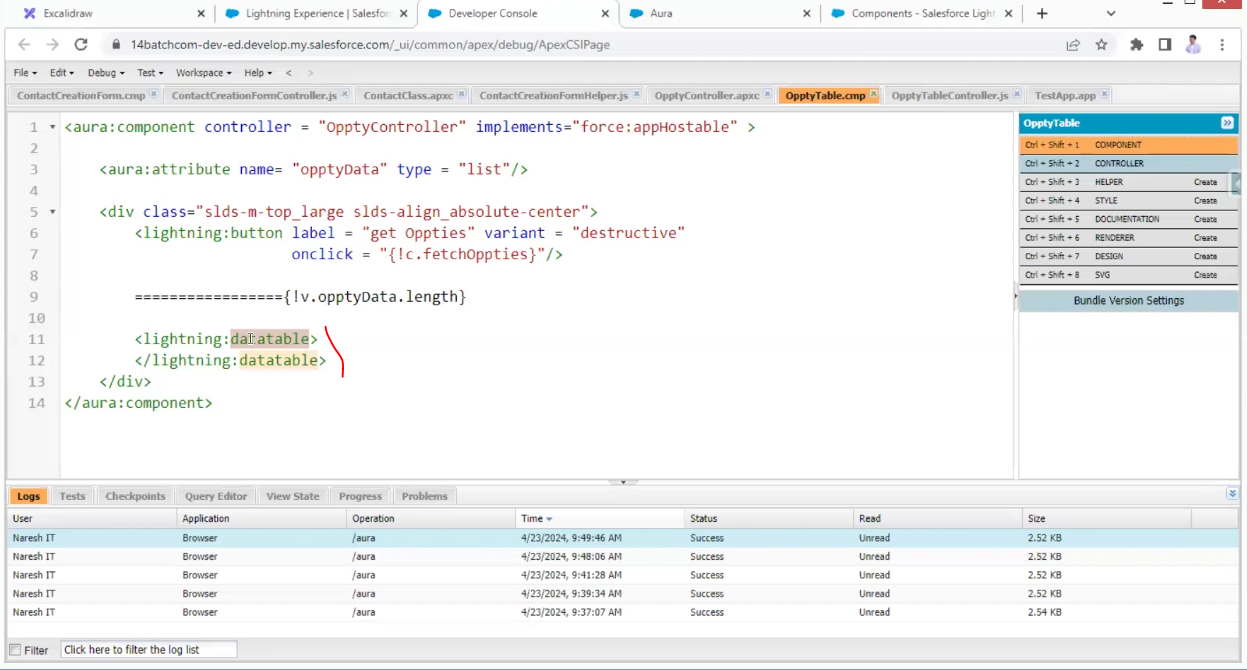 Excalidraw
Lightning Experience | Salesfor
Developer Console
Aura
Components - Salesforce Light
14batchcom-dev-ed.develop.my.salesforce.com/_ui/common/apex/debug/ApexCSIPage
File Edit Debug Test Workspace Help < >
ContactCreationForm.cmp ContactCreationFormController.js ContactClass.apxc ContactCreationFormHelper.js OpptyController.apxc OpptyTable.cmp OpptyTableController.js TestApp.app
1 <aura:component controller = "OpptyController" implements="force:appHostable" >
2
3 <aura:attribute name= "opptyData" type = "list"/>
4
5 <div class="slds-m-top_large slds-align_absolute-center">
6 <lightning:button label = "get Oppties" variant = "destructive"
7 onclick = "{!c.fetchOppties}"/>
8
9 ================={!v.opptyData.length}
10
11 <lightning:datatable>
12 </lightning:datatable>
13 </div>
14 </aura:component>
OpptyTable
Ctrl + Shift + 1 COMPONENT
Ctrl + Shift + 2 CONTROLLER
Ctrl + Shift + 3 HELPER Create
Ctrl + Shift + 4 STYLE Create
Ctrl + Shift + 5 DOCUMENTATION Create
Ctrl + Shift + 6 RENDERER Create
Ctrl + Shift + 7 DESIGN Create
Ctrl + Shift + 8 SVG Create
Bundle Version Settings
Logs Tests Checkpoints Query Editor View State Progress Problems
User Application Operation Time Status Read Size
Naresh IT Browser /aura 4/23/2024, 9:49:46 AM Success Unread 2.52 KB
Naresh IT Browser /aura 4/23/2024, 9:48:06 AM Success Unread 2.52 KB
Naresh IT Browser /aura 4/23/2024, 9:41:28 AM Success Unread 2.52 KB
Naresh IT Browser /aura 4/23/2024, 9:39:34 AM Success Unread 2.52 KB
Naresh IT Browser /aura 4/23/2024, 9:37:07 AM Success Unread 2.54 KB
Filter Click here to filter the log list